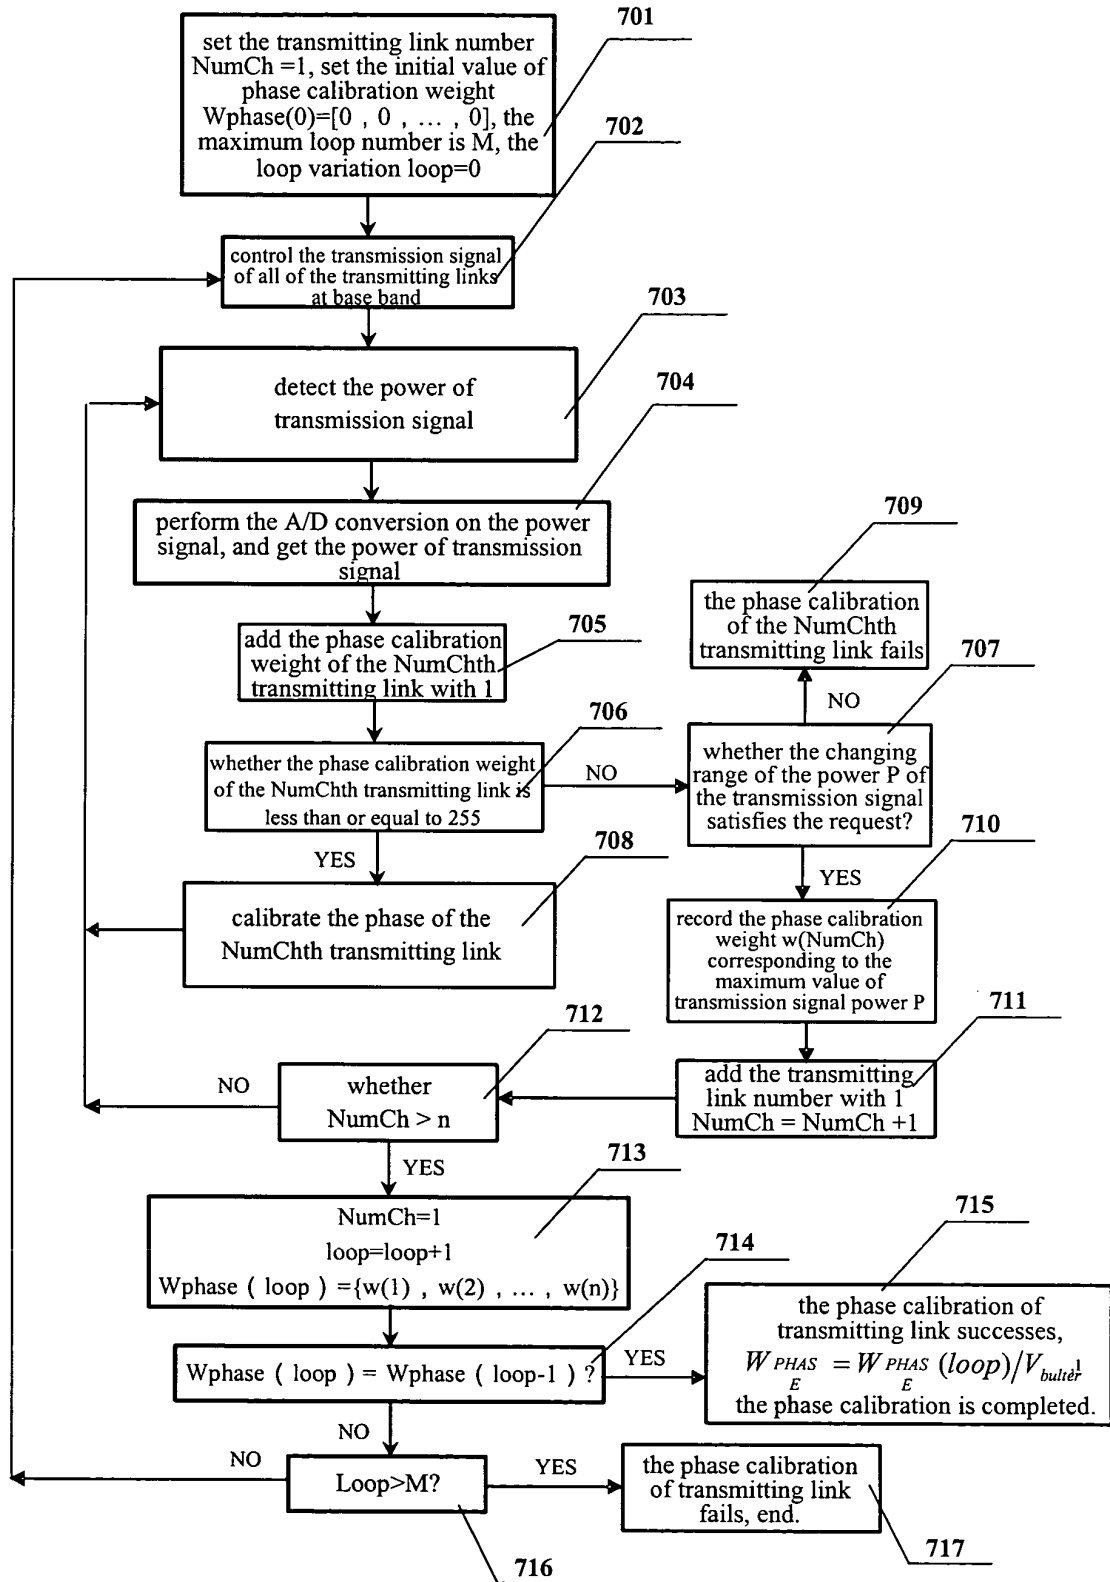 701
set the transmitting link number
NumCh =1, set the initial value of
phase calibration weight
Wphase(0)=[0 , 0 , … , 0], the
maximum loop number is M, the
loop variation loop=0
702
control the transmission signal
of all of the transmitting links
at base band
703
detect the power of
transmission signal
704
perform the A/D conversion on the power
signal, and get the power of transmission
signal
709
the phase calibration
of the NumChth
transmitting link fails
705
add the phase calibration
weight of the NumChth
transmitting link with 1
707
NO
706
whether the phase calibration weight
of the NumChth transmitting link is
less than or equal to 255
NO
whether the changing
range of the power P of
the transmission signal
satisfies the request?
YES
708
710
YES
calibrate the phase of the
NumChth transmitting link
record the phase calibration
weight w(NumCh)
corresponding to the
maximum value of
transmission signal power P
711
712
NO
whether
NumCh > n
add the transmitting
link number with 1
NumCh = NumCh +1
YES
713
NumCh=1
loop=loop+1
Wphase ( loop ) ={w(1) , w(2) , … , w(n)}
714
715
Wphase ( loop ) = Wphase ( loop-1 ) ?
YES
the phase calibration of
transmitting link successes,
W PHAS E = W PHAS E (loop)/V bulter 1
the phase calibration is completed.
NO
NO
Loop>M?
YES
the phase calibration
of transmitting link
fails, end.
716
717